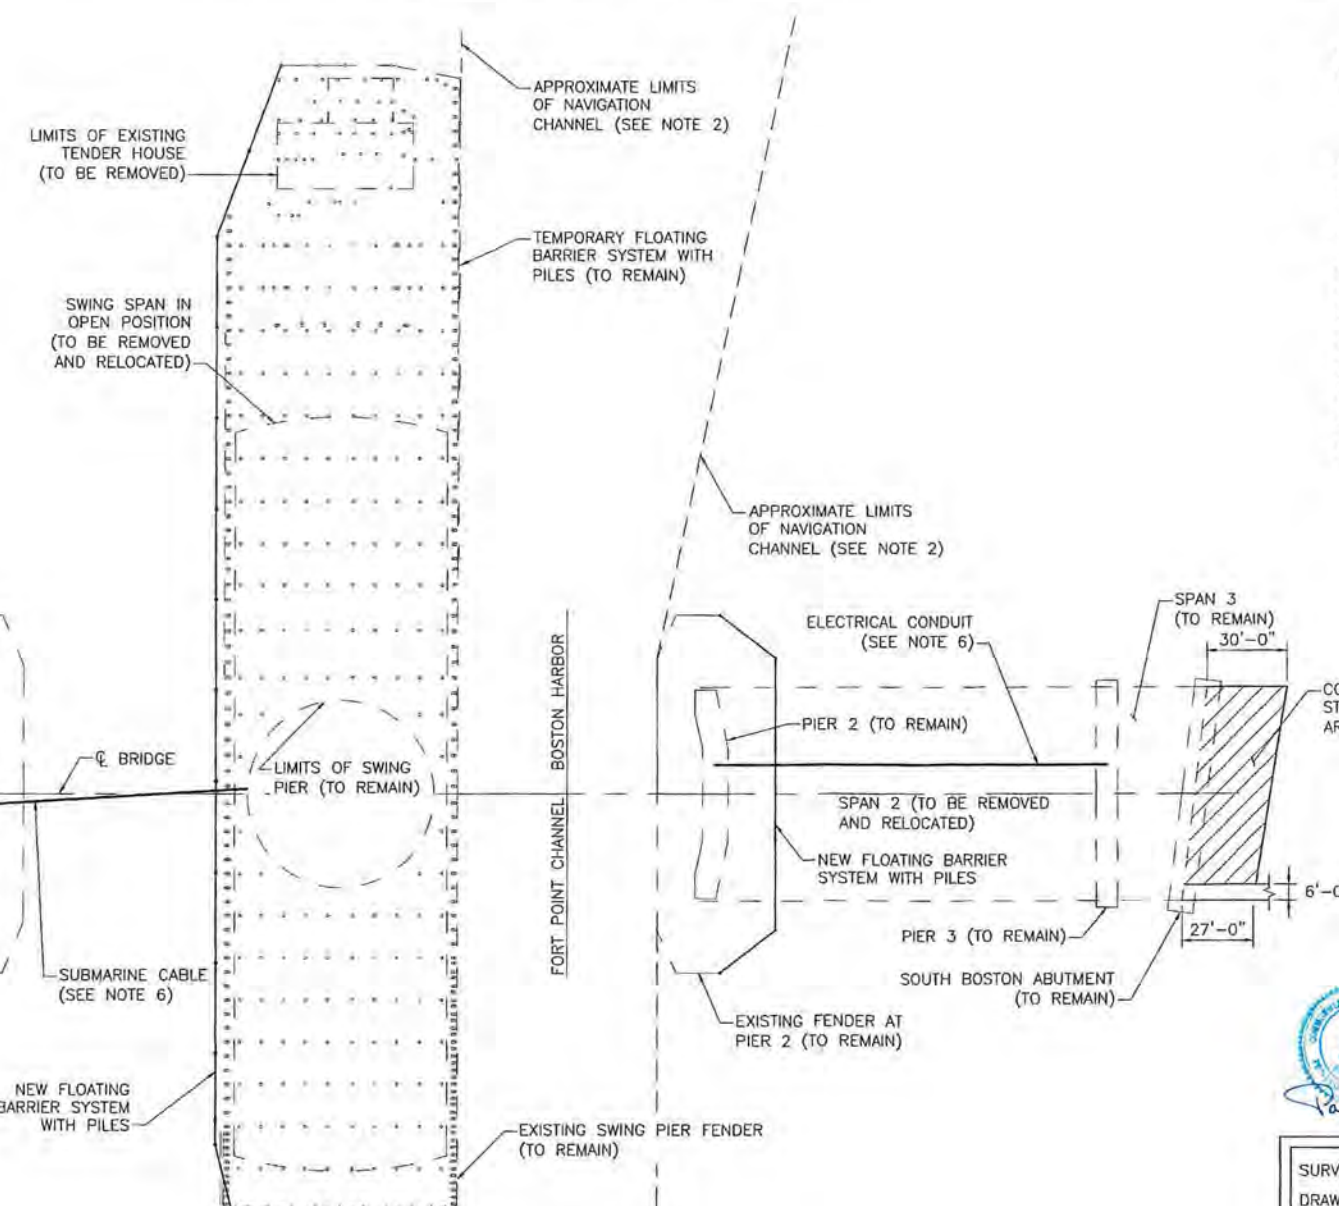 APPROXIMATE LIMITS
OF NAVIGATION
CHANNEL (SEE NOTE 2)
LIMITS OF EXISTING
TENDER HOUSE
(TO BE REMOVED)
TEMPORARY FLOATING
BARRIER SYSTEM WITH
PILES (TO REMAIN)
SWING SPAN IN
OPEN POSITION
(TO BE REMOVED
AND RELOCATED)
APPROXIMATE LIMITS
OF NAVIGATION
CHANNEL (SEE NOTE 2)
SPAN 3
(TO REMAIN)
30'-0"
ELECTRICAL CONDUIT
(SEE NOTE 6)
FORT POINT CHANNEL
BOSTON HARBOR
PIER 2 (TO REMAIN)
℄ BRIDGE
LIMITS OF SWING
PIER (TO REMAIN)
SPAN 2 (TO BE REMOVED
AND RELOCATED)
NEW FLOATING BARRIER
SYSTEM WITH PILES
6'-0
PIER 3 (TO REMAIN)
27'-0"
SUBMARINE CABLE
(SEE NOTE 6)
SOUTH BOSTON ABUTMENT
(TO REMAIN)
EXISTING FENDER AT
PIER 2 (TO REMAIN)
NEW FLOATING
BARRIER SYSTEM
WITH PILES
EXISTING SWING PIER FENDER
(TO REMAIN)
SURV
DRAW